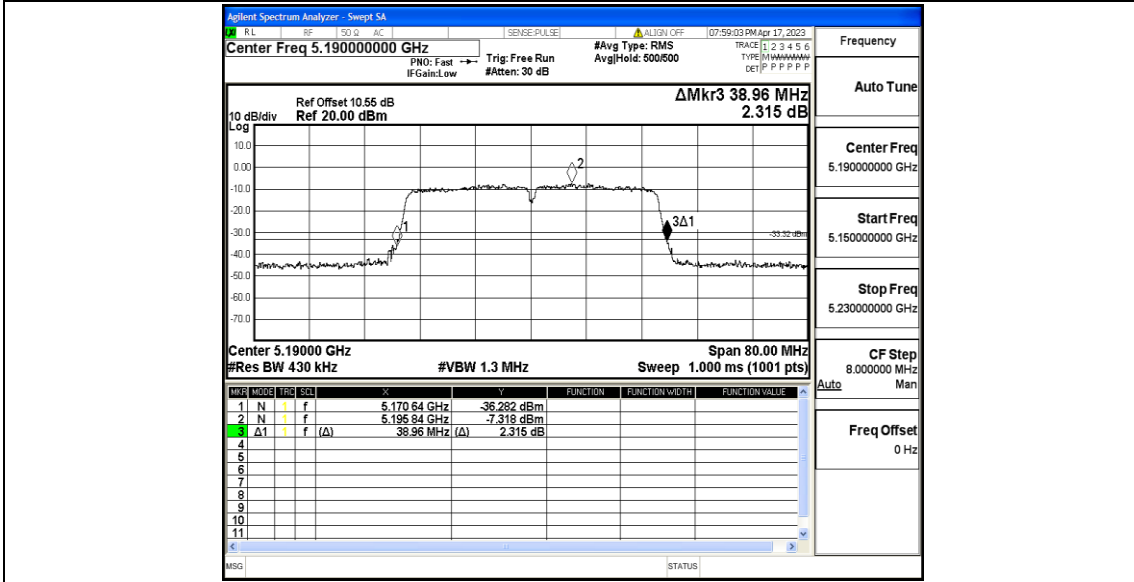 Agilent Spectrum Analyzer - Swept SA
RL RF 50 Ω AC SENSE:PULSE ALIGN OFF 07:59:03 PM Apr 17, 2023
Center Freq 5.190000000 GHz
PNO: Fast
IFGain:Low
Trig: Free Run
#Atten: 30 dB
#Avg Type: RMS
Avg|Hold: 500/500
TRACE 1 2 3 4 5 6
TYPE MWWWWW
DET P P P P P P
Ref Offset 10.55 dB
Ref 20.00 dBm
10 dB/div
Log
ΔMkr3 38.96 MHz
2.315 dB
10.0
0.00
-10.0
-20.0
-30.0
-40.0
-50.0
-60.0
-70.0
1
2
3Δ1
-33.32 dBm
Center 5.19000 GHz Span 80.00 MHz
#Res BW 430 kHz #VBW 1.3 MHz Sweep 1.000 ms (1001 pts)
MKR MODE TRC SCL X Y FUNCTION FUNCTION WIDTH FUNCTION VALUE
1 N 1 f 5.170 64 GHz -36.282 dBm
2 N 1 f 5.195 84 GHz -7.318 dBm
3 Δ1 1 f (Δ) 38.96 MHz (Δ) 2.315 dB
4
5
6
7
8
9
10
11
MSG STATUS
Frequency
Auto Tune
Center Freq
5.190000000 GHz
Start Freq
5.150000000 GHz
Stop Freq
5.230000000 GHz
CF Step
8.000000 MHz
Auto Man
Freq Offset
0 Hz